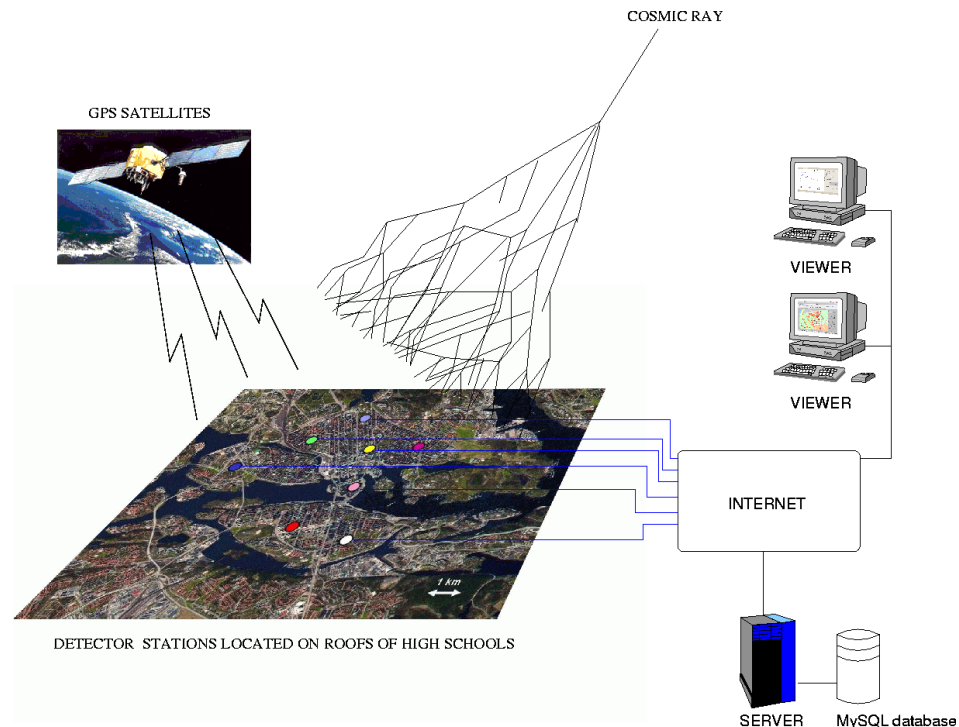 COSMIC RAY
GPS SATELLITES
VIEWER
VIEWER
INTERNET
1 km
DETECTOR STATIONS LOCATED ON ROOFS OF HIGH SCHOOLS
SERVER
MySQL database